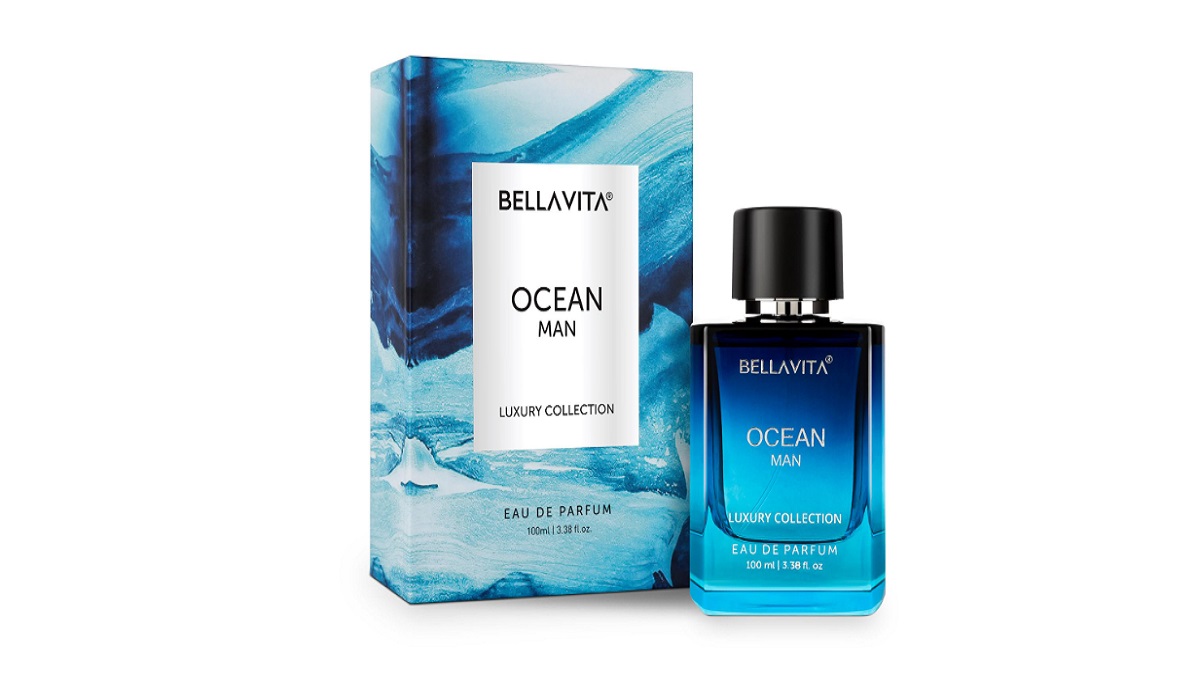 BELLAVITA®
OCEAN
MAN
LUXURY COLLECTION
EAU DE PARFUM
100ml | 3.38 fl.oz.
BELLAVITA®
OCEAN
MAN
LUXURY COLLECTION
EAU DE PARFUM
100 ml | 3.38 fl. oz